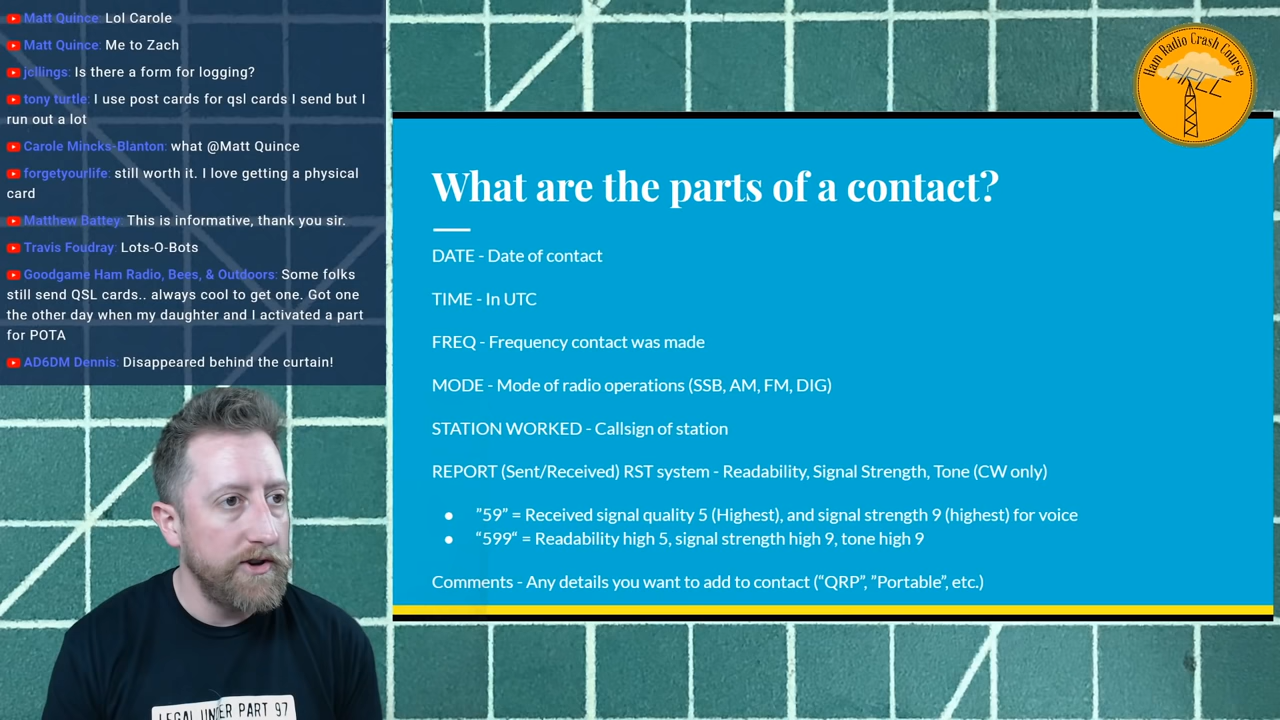 Matt Quince: Lol Carole
Matt Quince: Me to Zach
jcllings: Is there a form for logging?
tony turtle: I use post cards for qsl cards I send but I
run out a lot
Carole Mincks-Blanton: what @Matt Quince
forgetyourlife: still worth it. I love getting a physical
card
Matthew Battey: This is informative, thank you sir.
Travis Foudray: Lots-O-Bots
Goodgame Ham Radio, Bees, & Outdoors: Some folks
still send QSL cards.. always cool to get one. Got one
the other day when my daughter and I activated a part
for POTA
AD6DM Dennis: Disappeared behind the curtain!
Ham Radio Crash Course
HRCC
What are the parts of a contact?
DATE - Date of contact
TIME - In UTC
FREQ - Frequency contact was made
MODE - Mode of radio operations (SSB, AM, FM, DIG)
STATION WORKED - Callsign of station
REPORT (Sent/Received) RST system - Readability, Signal Strength, Tone (CW only)
● ”59” = Received signal quality 5 (Highest), and signal strength 9 (highest) for voice
● “599“ = Readability high 5, signal strength high 9, tone high 9
Comments - Any details you want to add to contact (“QRP”, ”Portable”, etc.)
LEGAL UNDER PART 97